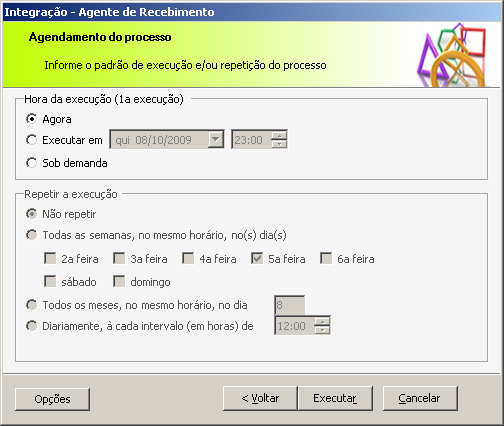 Integração - Agente de Recebimento
Agendamento do processo
Informe o padrão de execução e/ou repetição do processo
Hora da execução (1a execução)
Agora
Executar em qui 08/10/2009 23:00
Sob demanda
Repetir a execução
Não repetir
Todas as semanas, no mesmo horário, no(s) dia(s)
2a feira 3a feira 4a feira 5a feira 6a feira
sábado domingo
Todos os meses, no mesmo horário, no dia 8
Diariamente, à cada intervalo (em horas) de 12:00
Opções < Voltar Executar Cancelar